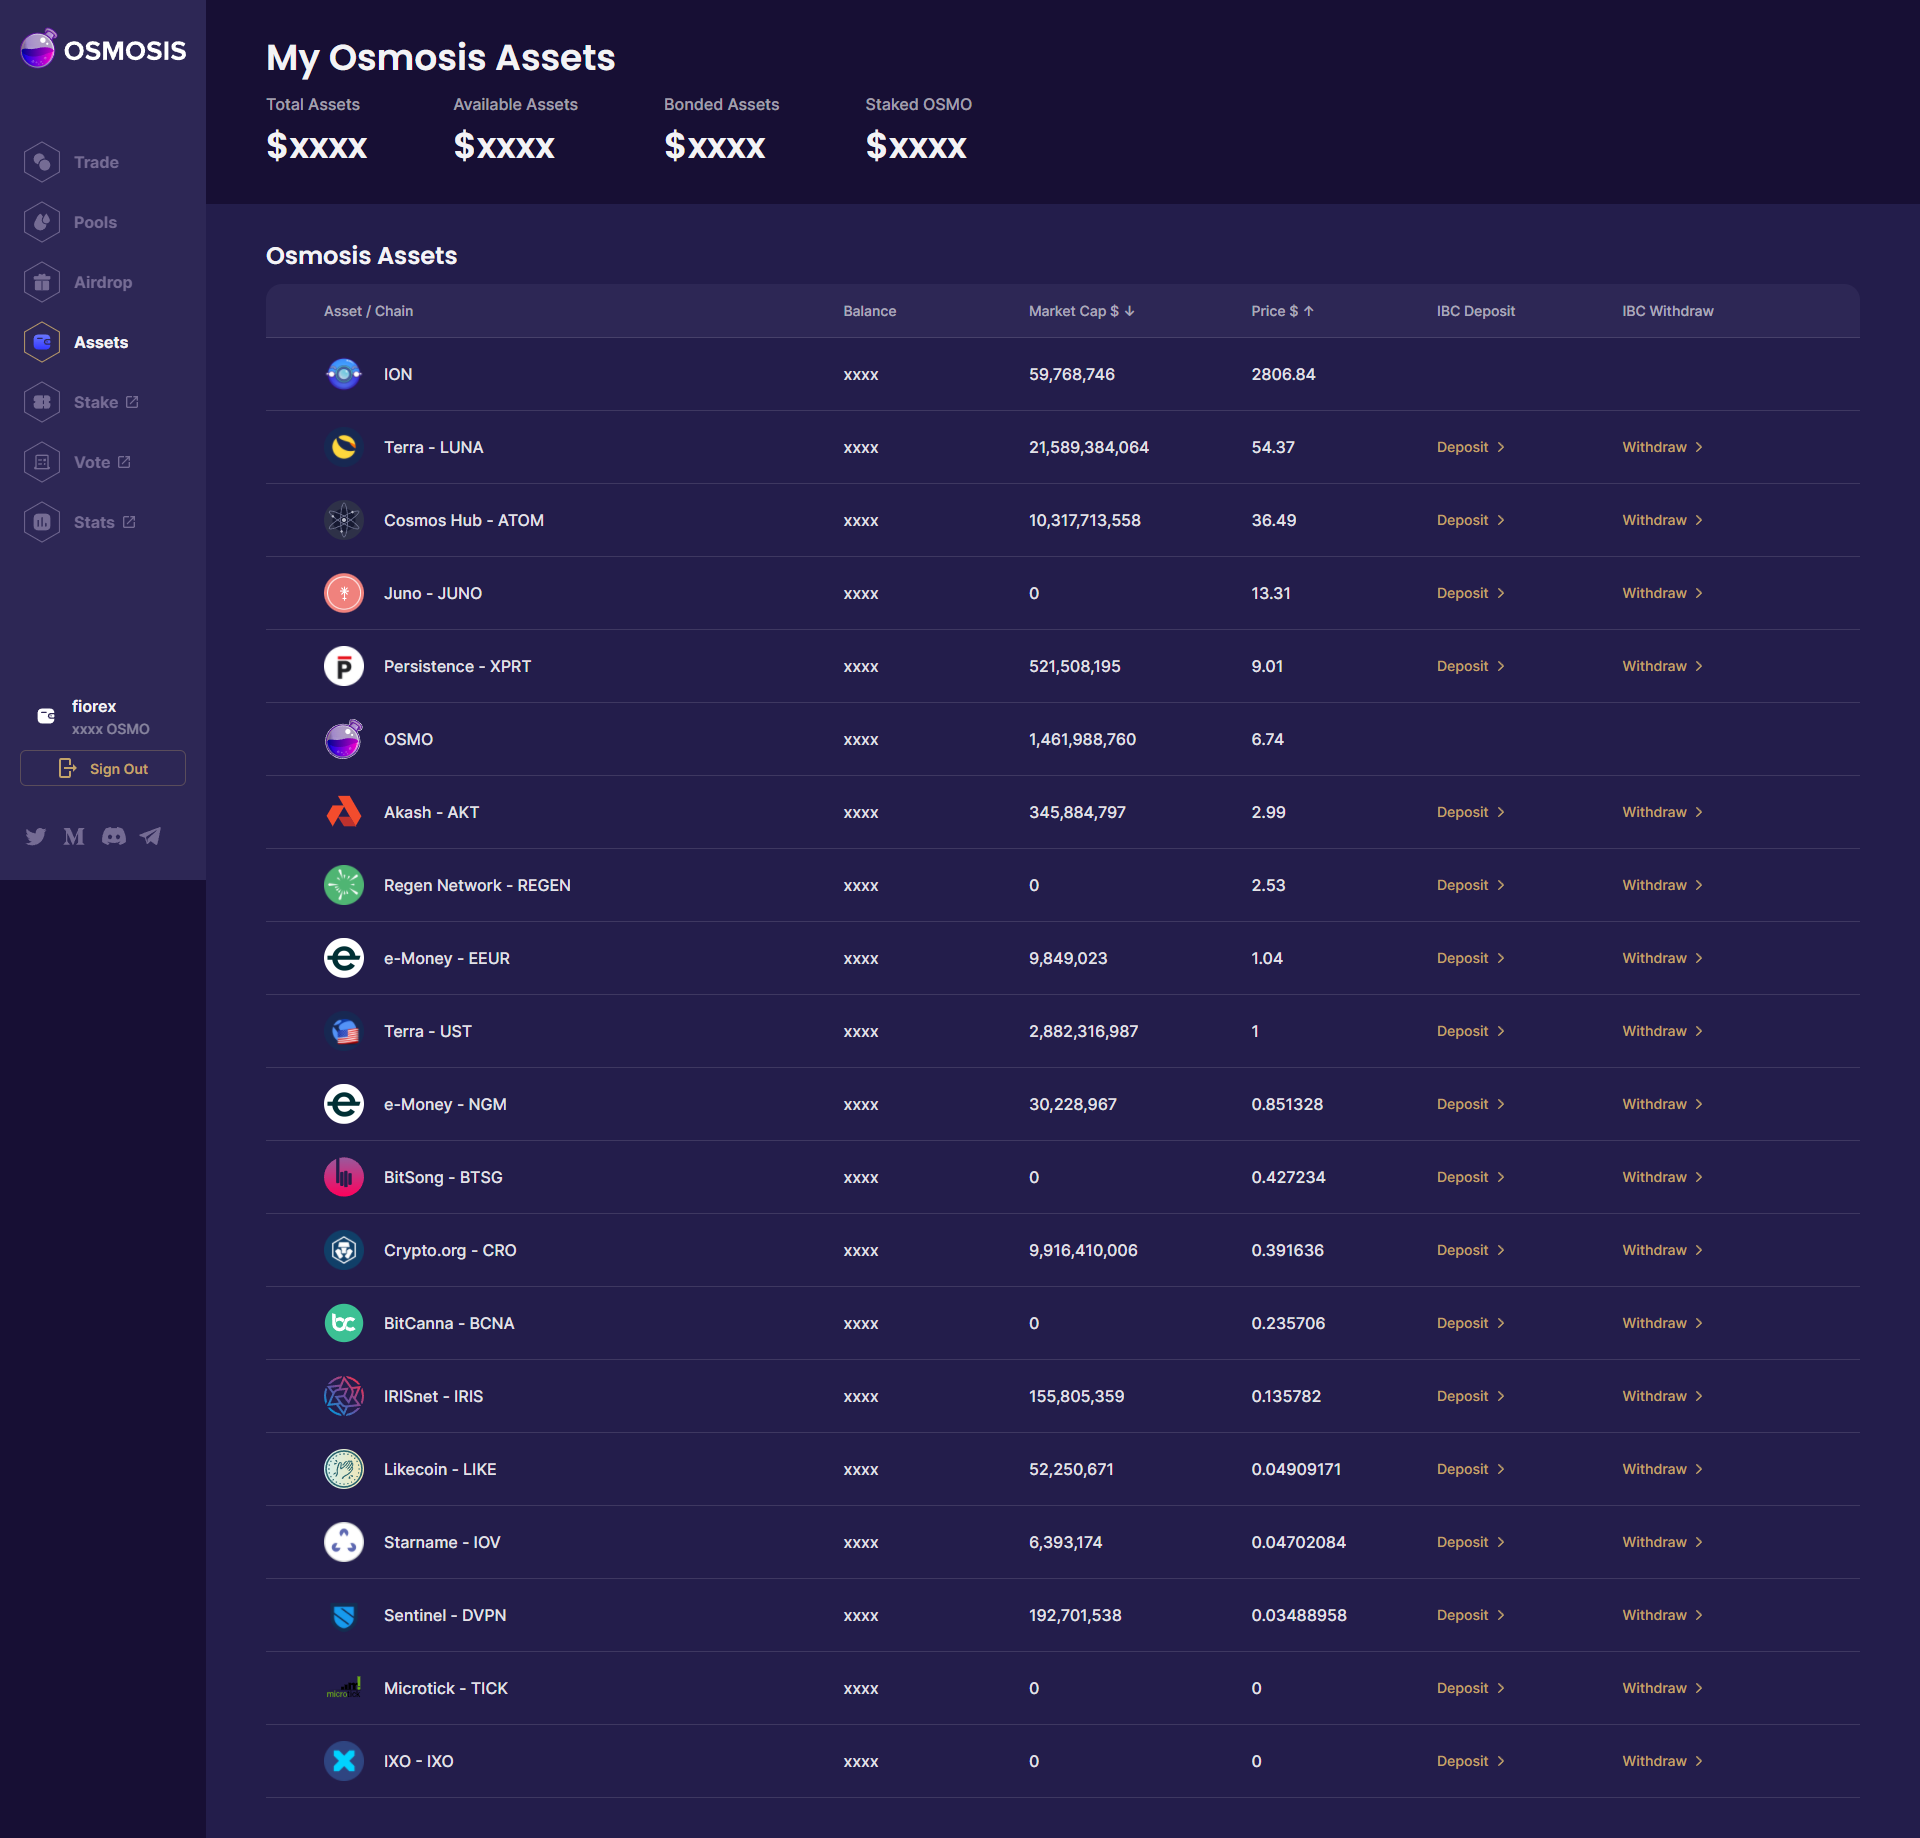 OSMOSIS
Trade
Pools
Airdrop
Assets
Stake
Vote
Stats
fiorex
xxxx OSMO
Sign Out
My Osmosis Assets
Total Assets Available Assets Bonded Assets Staked OSMO
$xxxx $xxxx $xxxx $xxxx
Osmosis Assets
Asset / Chain Balance Market Cap $ ↓ Price $ ↑ IBC Deposit IBC Withdraw
ION xxxx 59,768,746 2806.84
Terra - LUNA xxxx 21,589,384,064 54.37 Deposit Withdraw
Cosmos Hub - ATOM xxxx 10,317,713,558 36.49 Deposit Withdraw
Juno - JUNO xxxx 0 13.31 Deposit Withdraw
Persistence - XPRT xxxx 521,508,195 9.01 Deposit Withdraw
OSMO xxxx 1,461,988,760 6.74
Akash - AKT xxxx 345,884,797 2.99 Deposit Withdraw
Regen Network - REGEN xxxx 0 2.53 Deposit Withdraw
e-Money - EEUR xxxx 9,849,023 1.04 Deposit Withdraw
Terra - UST xxxx 2,882,316,987 1 Deposit Withdraw
e-Money - NGM xxxx 30,228,967 0.851328 Deposit Withdraw
BitSong - BTSG xxxx 0 0.427234 Deposit Withdraw
Crypto.org - CRO xxxx 9,916,410,006 0.391636 Deposit Withdraw
bc BitCanna - BCNA xxxx 0 0.235706 Deposit Withdraw
IRISnet - IRIS xxxx 155,805,359 0.135782 Deposit Withdraw
Likecoin - LIKE xxxx 52,250,671 0.04909171 Deposit Withdraw
Starname - IOV xxxx 6,393,174 0.04702084 Deposit Withdraw
Sentinel - DVPN xxxx 192,701,538 0.03488958 Deposit Withdraw
Microtick - TICK xxxx 0 0 Deposit Withdraw
IXO - IXO xxxx 0 0 Deposit Withdraw